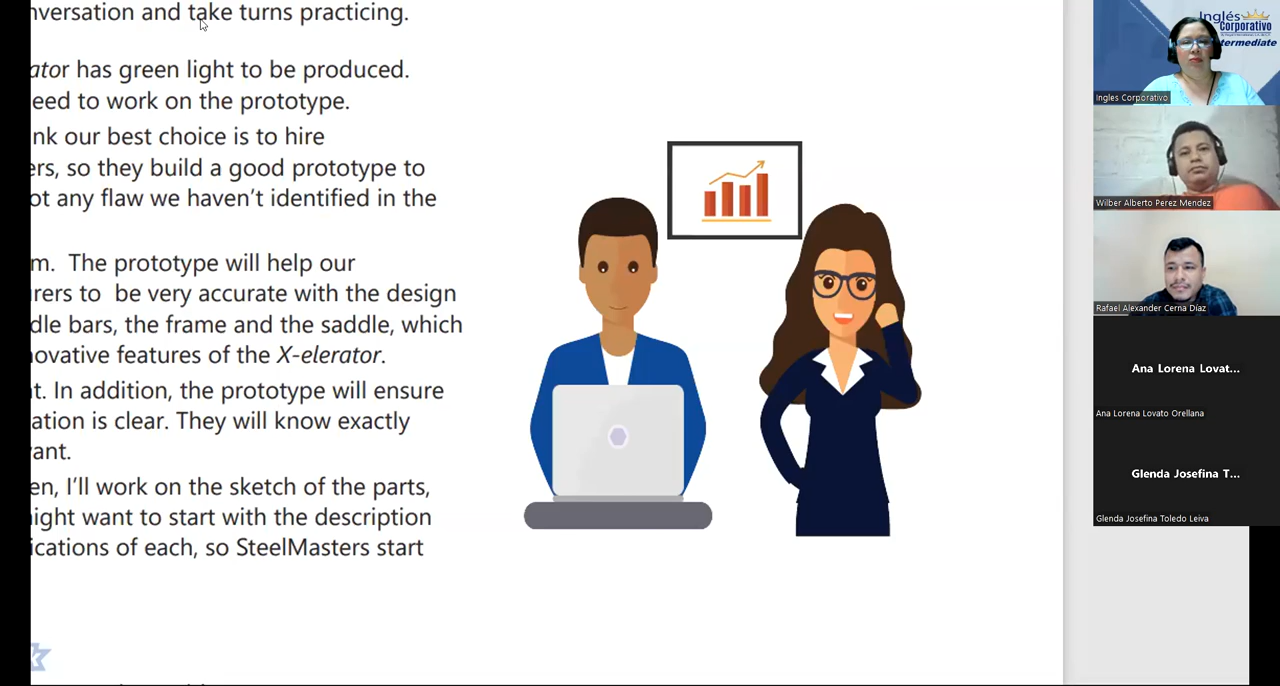 nversation and take turns practicing.
ator has green light to be produced.
eed to work on the prototype.
nk our best choice is to hire
ers, so they build a good prototype to
ot any flaw we haven't identified in the
m. The prototype will help our
urers to be very accurate with the design
dle bars, the frame and the saddle, which
novative features of the X-elerator.
t. In addition, the prototype will ensure
ation is clear. They will know exactly
vant.
en, I'll work on the sketch of the parts,
night want to start with the description
ications of each, so SteelMasters start
Inglés
Corporativo
termediate
Ingles Corporativo
Wilber Alberto Perez Mendez
Rafael Alexander Cerna Díaz
Ana Lorena Lovat...
Ana Lorena Lovato Orellana
Glenda Josefina T...
Glenda Josefina Toledo Leiva